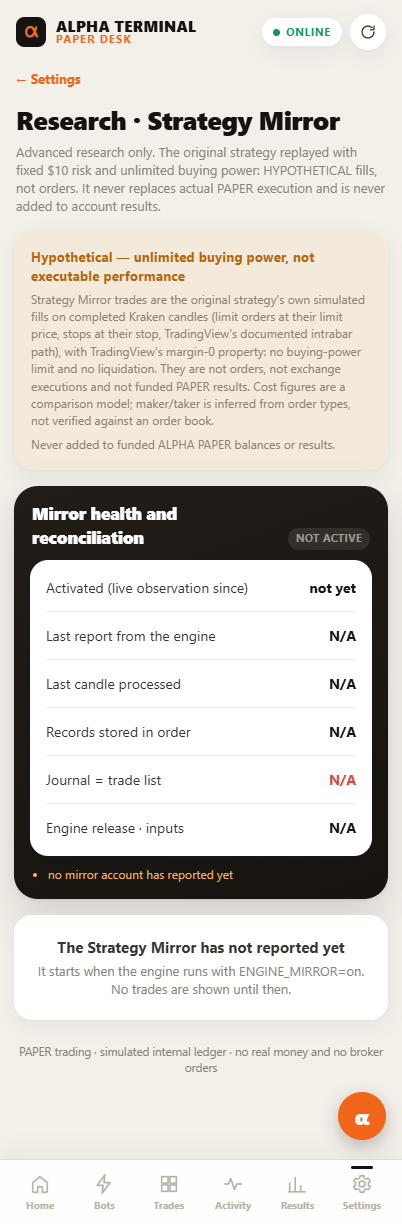 α
ALPHA TERMINAL
PAPER DESK
ONLINE
← Settings
Research · Strategy Mirror
Advanced research only. The original strategy replayed with
fixed $10 risk and unlimited buying power: HYPOTHETICAL fills,
not orders. It never replaces actual PAPER execution and is never
added to account results.
Hypothetical — unlimited buying power, not
executable performance
Strategy Mirror trades are the original strategy's own simulated
fills on completed Kraken candles (limit orders at their limit
price, stops at their stop, TradingView's documented intrabar
path), with TradingView's margin-0 property: no buying-power
limit and no liquidation. They are not orders, not exchange
executions and not funded PAPER results. Cost figures are a
comparison model; maker/taker is inferred from order types,
not verified against an order book.
Never added to funded ALPHA PAPER balances or results.
Mirror health and
reconciliation
NOT ACTIVE
Activated (live observation since) not yet
Last report from the engine N/A
Last candle processed N/A
Records stored in order N/A
Journal = trade list N/A
Engine release · inputs N/A
• no mirror account has reported yet
The Strategy Mirror has not reported yet
It starts when the engine runs with ENGINE_MIRROR=on.
No trades are shown until then.
PAPER trading · simulated internal ledger · no real money and no broker
orders
α
Home Bots Trades Activity Results Settings